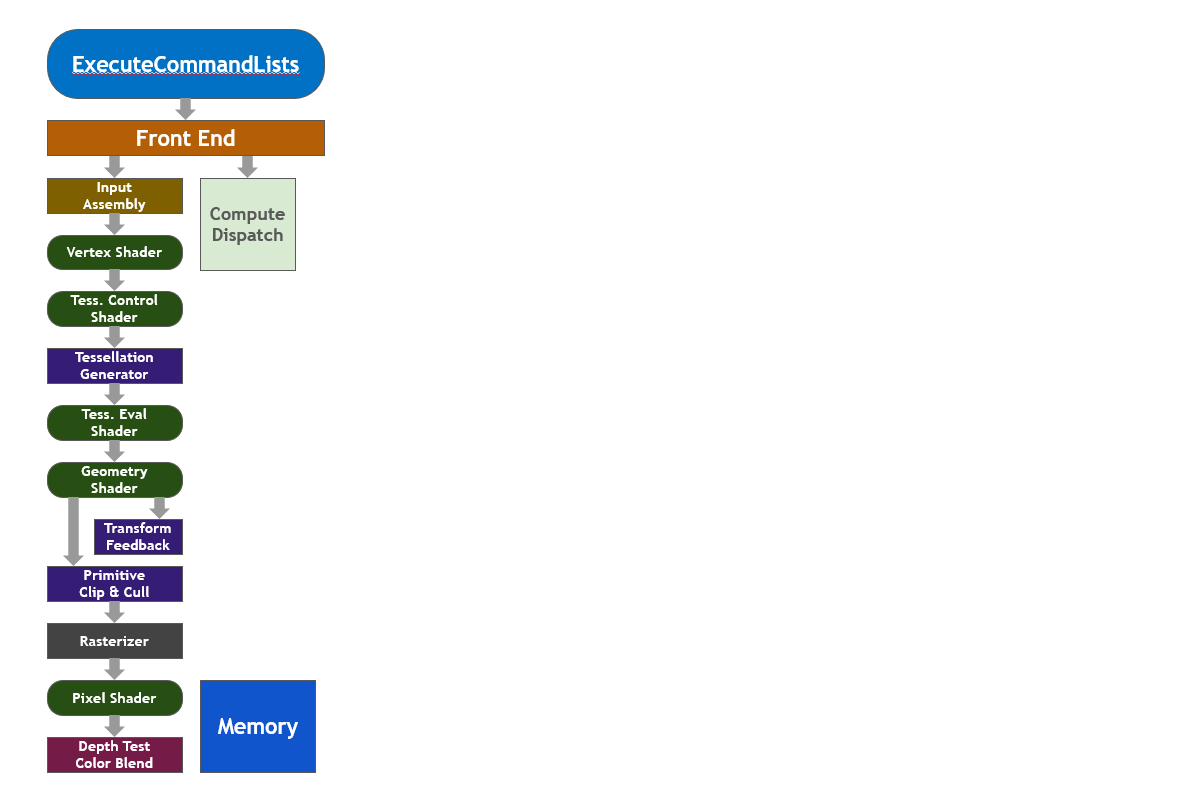 ExecuteCommandLists
Front End
Input
Assembly
Compute
Dispatch
Vertex Shader
Tess. Control
Shader
Tessellation
Generator
Tess. Eval
Shader
Geometry
Shader
Transform
Feedback
Primitive
Clip & Cull
Rasterizer
Pixel Shader
Memory
Depth Test
Color Blend